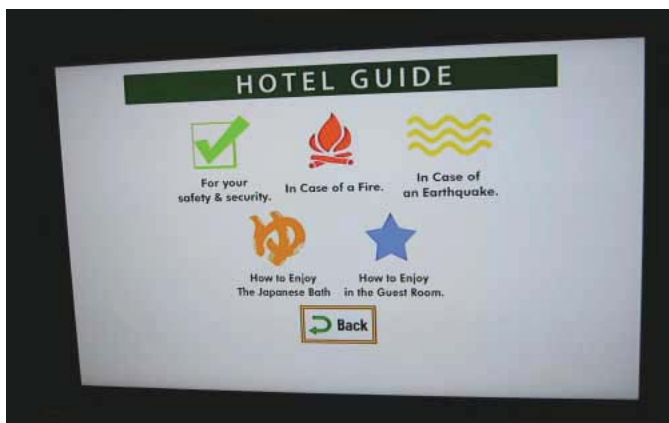 HOTEL GUIDE
For your
safety & security.
In Case of a Fire.
In Case of
an Earthquake.
ゆ
How to Enjoy
The Japanese Bath
How to Enjoy
in the Guest Room.
Back